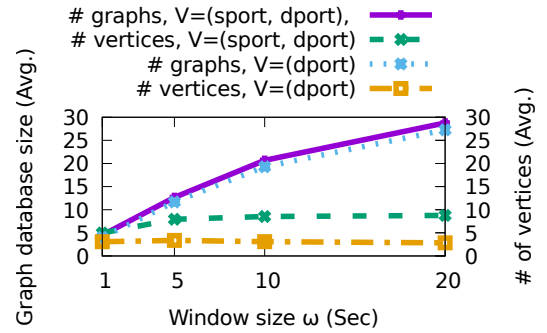 # graphs, V=(sport, dport),
# vertices, V=(sport, dport)
# graphs, V=(dport)
# vertices, V=(dport)
Graph database size (Avg.)
30
25
20
15
10
5
0
30
25
20
15
10
5
0
# of vertices (Avg.)
1 5 10 20
Window size ω (Sec)